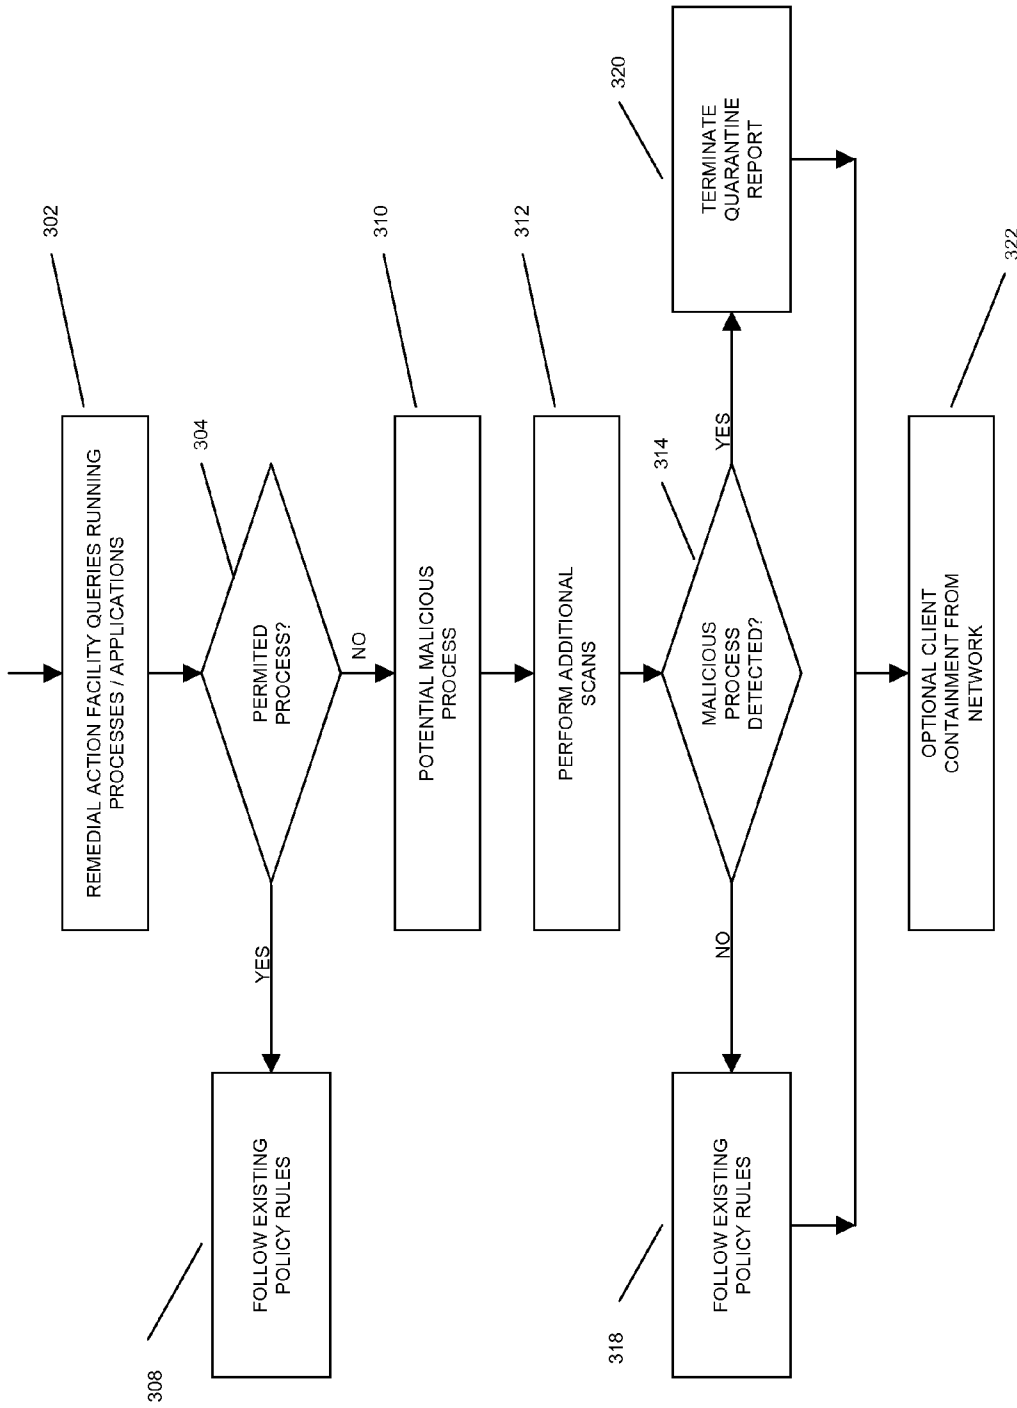 302
REMEDIAL ACTION FACILITY QUERIES RUNNING
PROCESSES / APPLICATIONS
304
PERMITED
PROCESS?
YES
NO
308
FOLLOW EXISTING
POLICY RULES
310
POTENTIAL MALICIOUS
PROCESS
312
PERFORM ADDITIONAL
SCANS
314
MALICIOUS
PROCESS
DETECTED?
NO
YES
318
FOLLOW EXISTING
POLICY RULES
320
TERMINATE
QUARANTINE
REPORT
322
OPTIONAL CLIENT
CONTAINMENT FROM
NETWORK